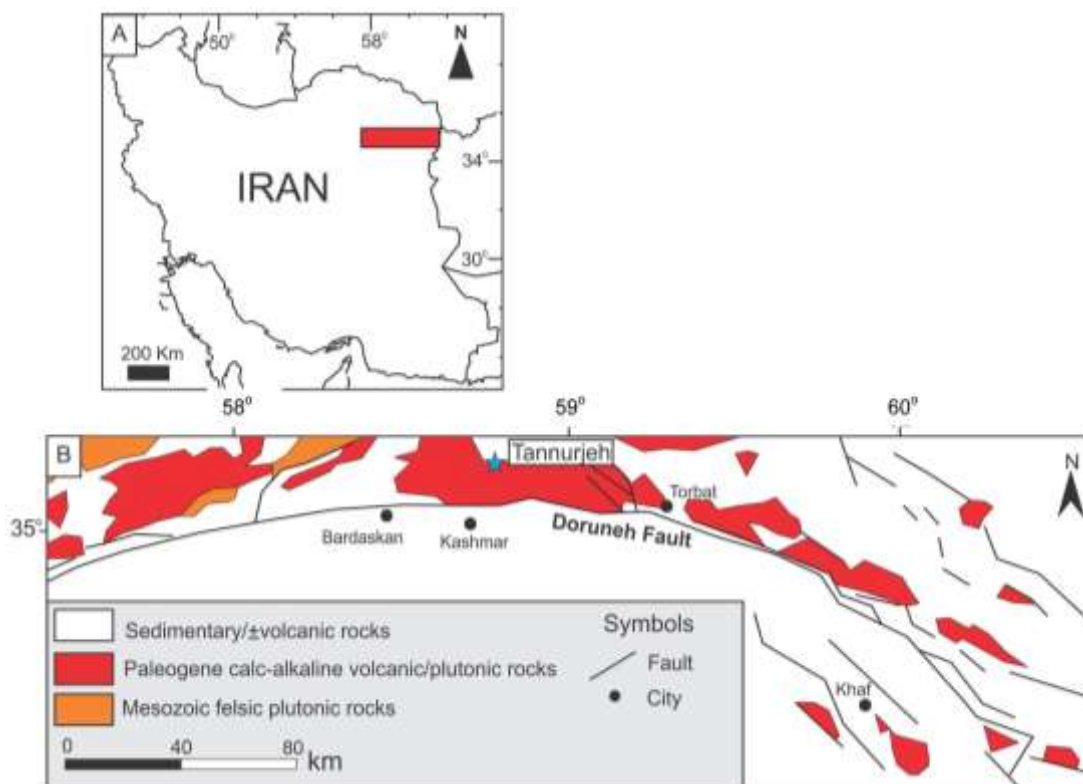 A
50°
58°
N
34°
IRAN
30°
200 Km
58°
59°
60°
B
Tannurjeh
N
Torbat
35°
Bardaskan
Kashmar
Doruneh Fault
Sedimentary/±volcanic rocks
Paleogene calc-alkaline volcanic/plutonic rocks
Mesozoic felsic plutonic rocks
Symbols
Fault
City
Khaf
0 40 80
km